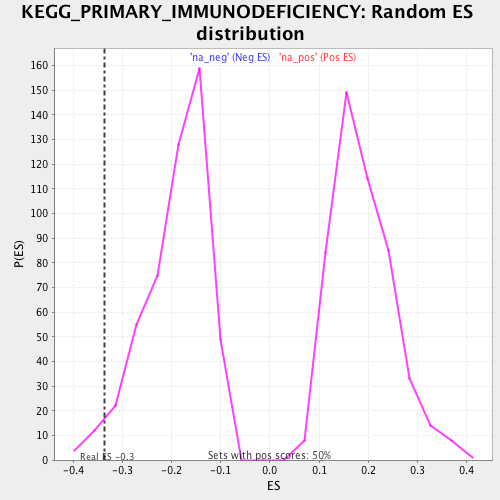 KEGG_PRIMARY_IMMUNODEFICIENCY: Random ES
distribution
'na_neg' (Neg ES) 'na_pos' (Pos ES)
160
150
140
130
120
110
100
90
80
70
60
50
40
30
20
10
0
P(ES)
Real ES -0.3
Sets with pos scores: 50%
-0.4 -0.3 -0.2 -0.1 0.0 0.1 0.2 0.3 0.4
ES